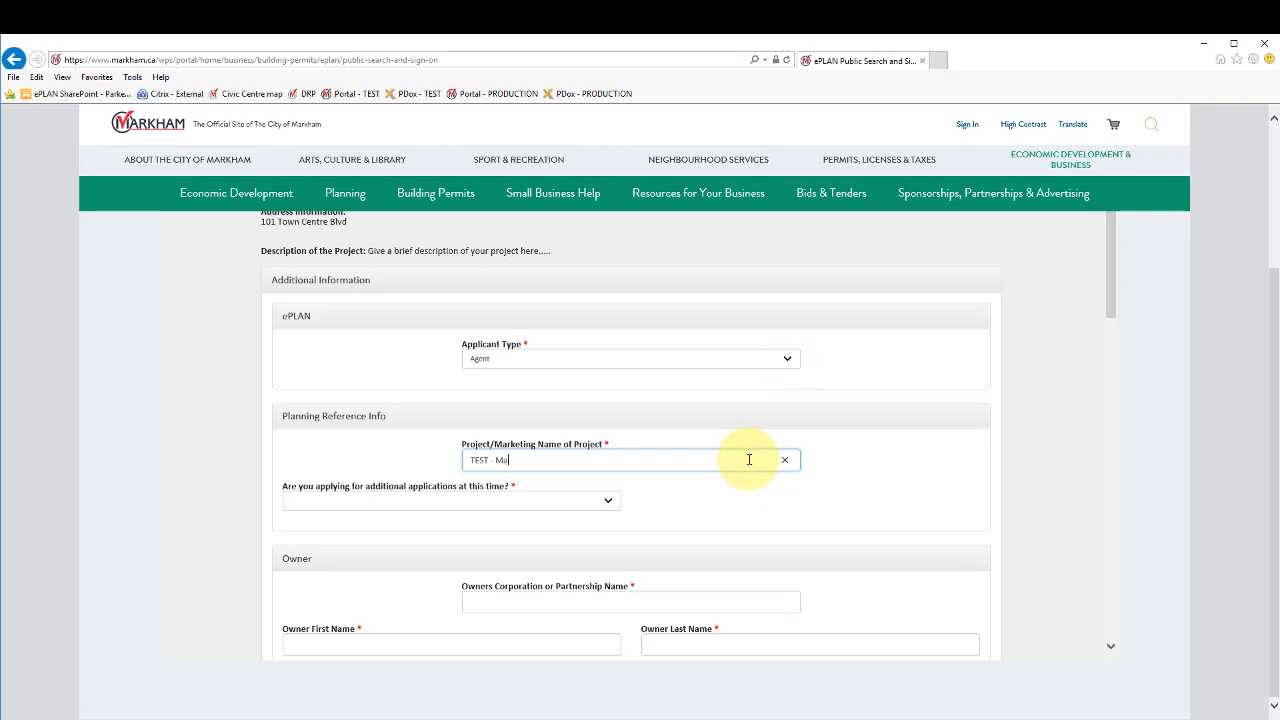 https://www.markham.ca/wps/portal/home/business/building-permits/eplan/public-search-and-sign-on
ePLAN Public Search and Si...
File Edit View Favorites Tools Help
ePLAN SharePoint - Parke... Citrix - External Civic Centre map DRP Portal - TEST PDox - TEST Portal - PRODUCTION PDox - PRODUCTION
MARKHAM The Official Site of The City of Markham
Sign In High Contrast Translate
ABOUT THE CITY OF MARKHAM ARTS, CULTURE & LIBRARY SPORT & RECREATION NEIGHBOURHOOD SERVICES PERMITS, LICENSES & TAXES ECONOMIC DEVELOPMENT &
BUSINESS
Economic Development Planning Building Permits Small Business Help Resources for Your Business Bids & Tenders Sponsorships, Partnerships & Advertising
Address Information:
101 Town Centre Blvd
Description of the Project: Give a brief description of your project here.....
Additional Information
ePLAN
Applicant Type *
Agent
Planning Reference Info
Project/Marketing Name of Project *
TEST - Ma
Are you applying for additional applications at this time? *
Owner
Owners Corporation or Partnership Name *
Owner First Name * Owner Last Name *